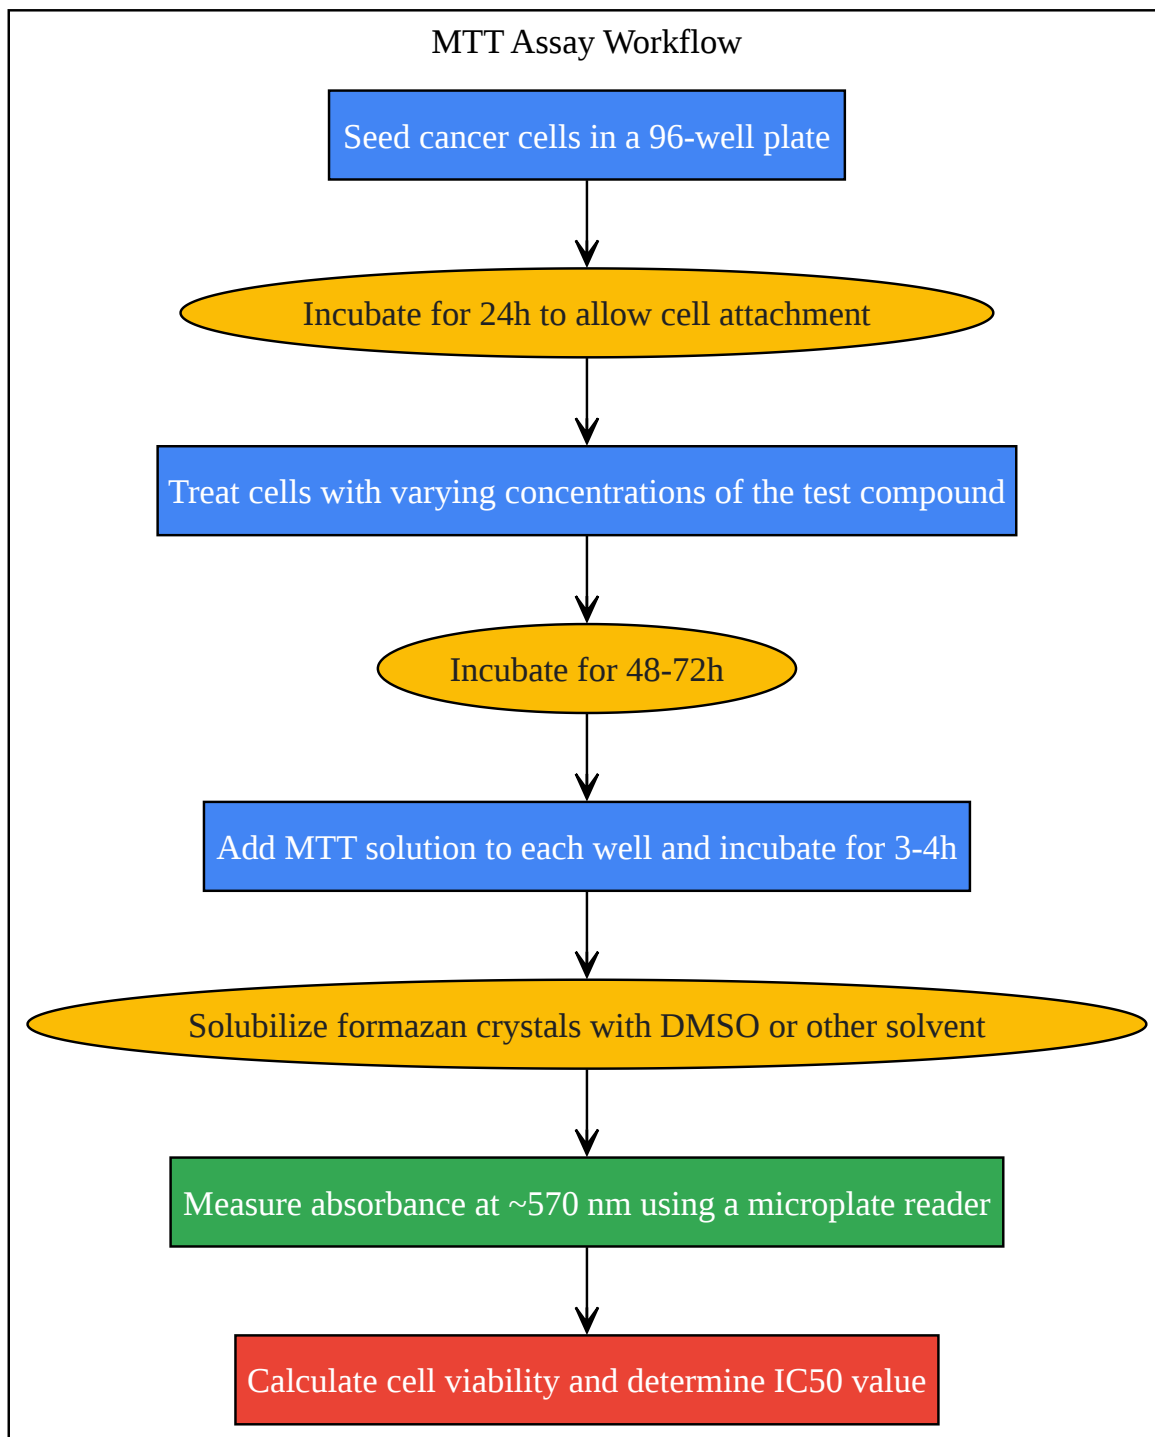 MTT Assay Workflow
Seed cancer cells in a 96-well plate
Incubate for 24h to allow cell attachment
Treat cells with varying concentrations of the test compound
Incubate for 48-72h
Add MTT solution to each well and incubate for 3-4h
Solubilize formazan crystals with DMSO or other solvent
Measure absorbance at ~570 nm using a microplate reader
Calculate cell viability and determine IC50 value